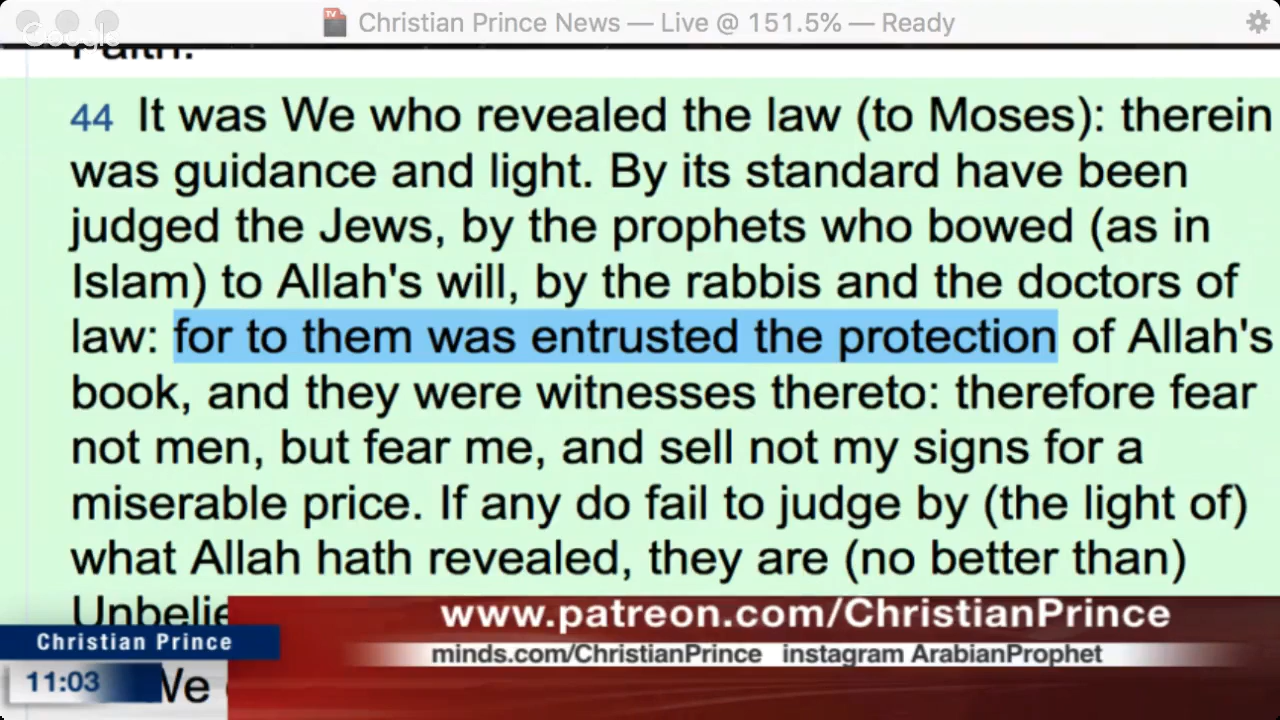 Christian Prince News — Live @ 151.5% — Ready
Google
Faith.
44 It was We who revealed the law (to Moses): therein
was guidance and light. By its standard have been
judged the Jews, by the prophets who bowed (as in
Islam) to Allah's will, by the rabbis and the doctors of
law: for to them was entrusted the protection of Allah's
book, and they were witnesses thereto: therefore fear
not men, but fear me, and sell not my signs for a
miserable price. If any do fail to judge by (the light of)
what Allah hath revealed, they are (no better than)
Unbelie
www.patreon.com/ChristianPrince
Christian Prince
minds.com/ChristianPrince instagram ArabianProphet
11:03
We